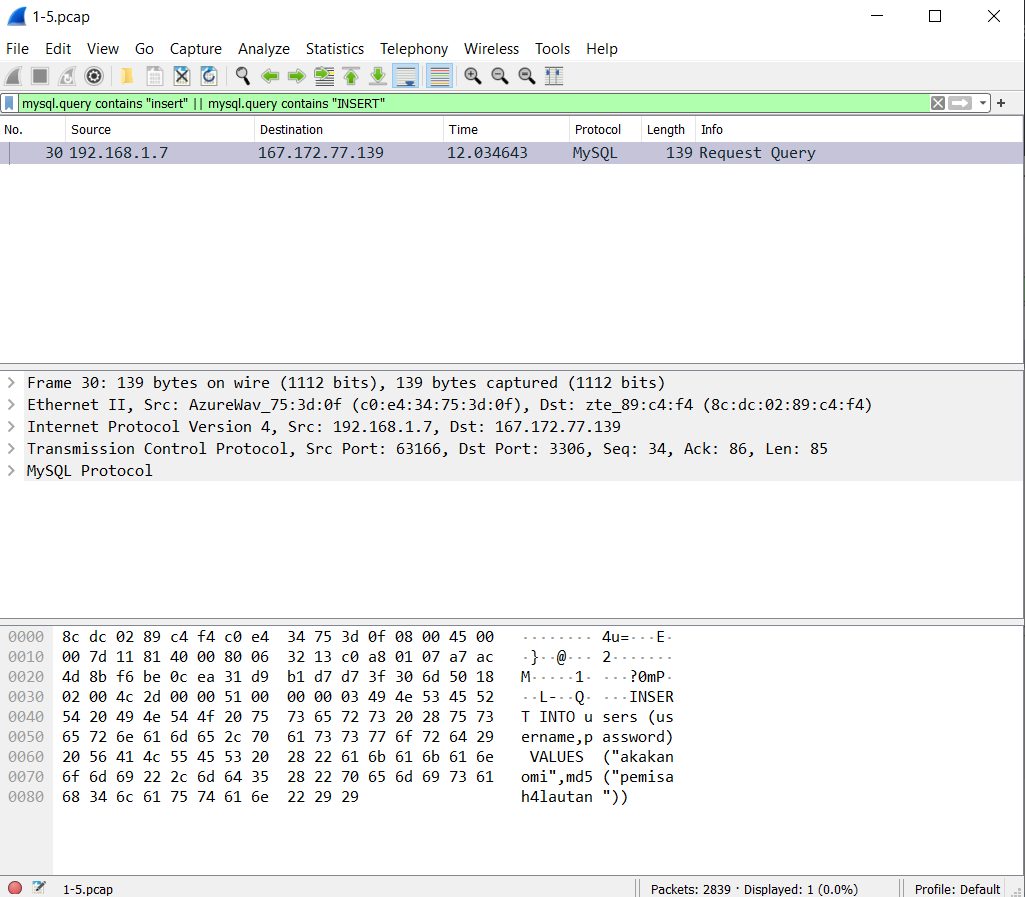 1-5.pcap
File Edit View Go Capture Analyze Statistics Telephony Wireless Tools Help
mysql.query contains "insert" || mysql.query contains "INSERT"
No. Source Destination Time Protocol Length Info
30 192.168.1.7 167.172.77.139 12.034643 MySQL 139 Request Query
Frame 30: 139 bytes on wire (1112 bits), 139 bytes captured (1112 bits)
Ethernet II, Src: AzureWav_75:3d:0f (c0:e4:34:75:3d:0f), Dst: zte_89:c4:f4 (8c:dc:02:89:c4:f4)
Internet Protocol Version 4, Src: 192.168.1.7, Dst: 167.172.77.139
Transmission Control Protocol, Src Port: 63166, Dst Port: 3306, Seq: 34, Ack: 86, Len: 85
MySQL Protocol
0000 8c dc 02 89 c4 f4 c0 e4 34 75 3d 0f 08 00 45 00 ········ 4u=···E·
0010 00 7d 11 81 40 00 80 06 32 13 c0 a8 01 07 a7 ac ·}··@··· 2·······
0020 4d 8b f6 be 0c ea 31 d9 b1 d7 d7 3f 30 6d 50 18 M·····1· ···?0mP·
0030 02 00 4c 2d 00 00 51 00 00 00 03 49 4e 53 45 52 ··L-··Q· ···INSER
0040 54 20 49 4e 54 4f 20 75 73 65 72 73 20 28 75 73 T INTO u sers (us
0050 65 72 6e 61 6d 65 2c 70 61 73 73 77 6f 72 64 29 ername,p assword)
0060 20 56 41 4c 55 45 53 20 28 22 61 6b 61 6b 61 6e VALUES ("akakan
0070 6f 6d 69 22 2c 6d 64 35 28 22 70 65 6d 69 73 61 omi",md5 ("pemisa
0080 68 34 6c 61 75 74 61 6e 22 29 29 h4lautan "))
1-5.pcap Packets: 2839 · Displayed: 1 (0.0%) Profile: Default